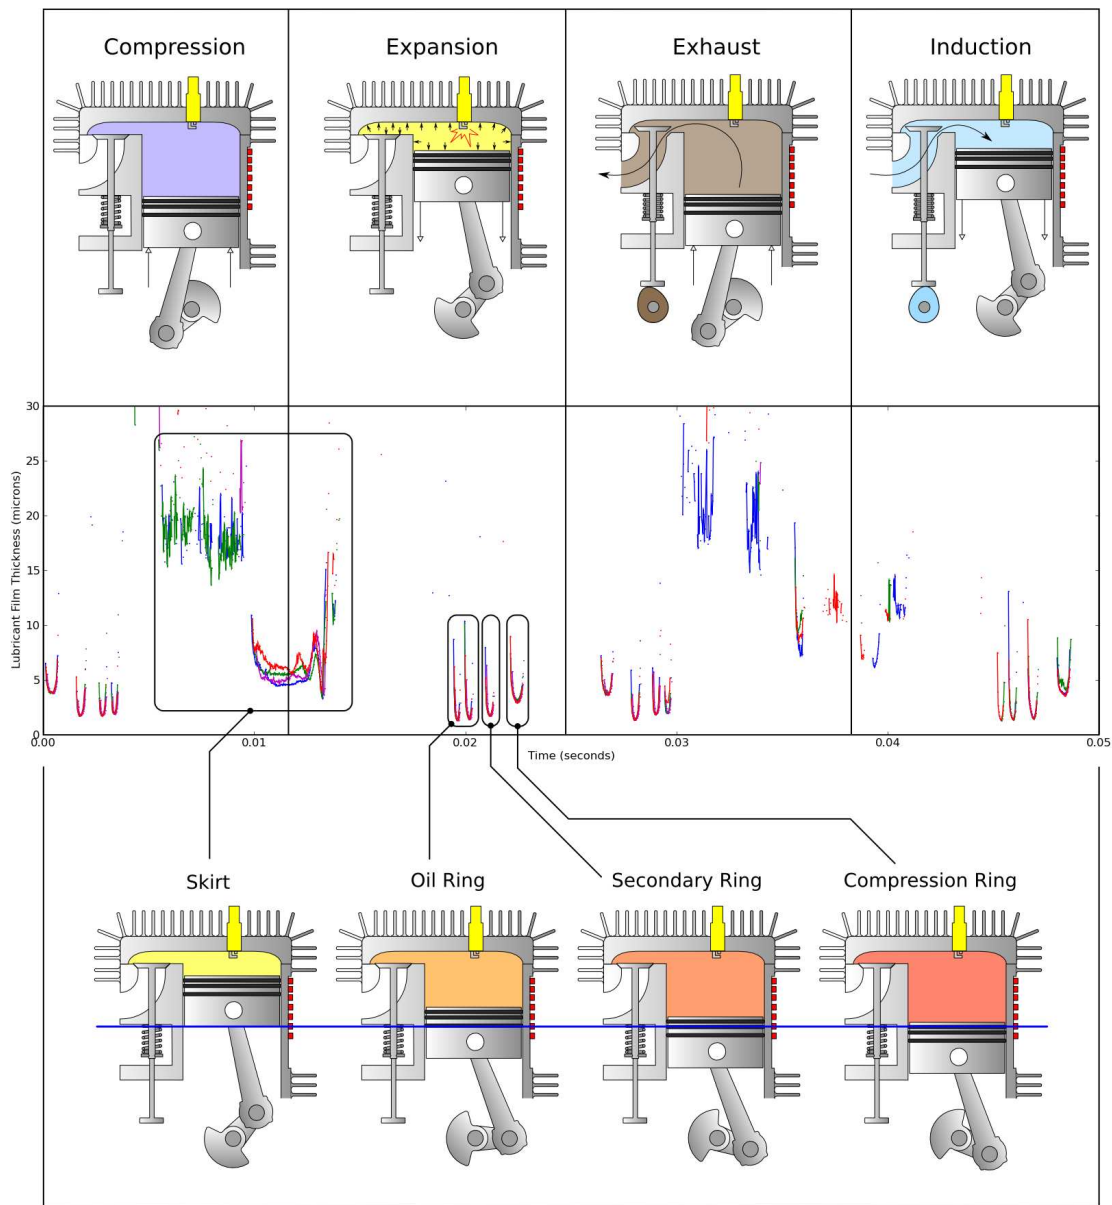 Compression Expansion Exhaust Induction
30
25
20
15
10
5
0
Lubricant Film Thickness (microns)
0.00 0.01 0.02 0.03 0.04 0.05
Time (seconds)
Skirt Oil Ring Secondary Ring Compression Ring